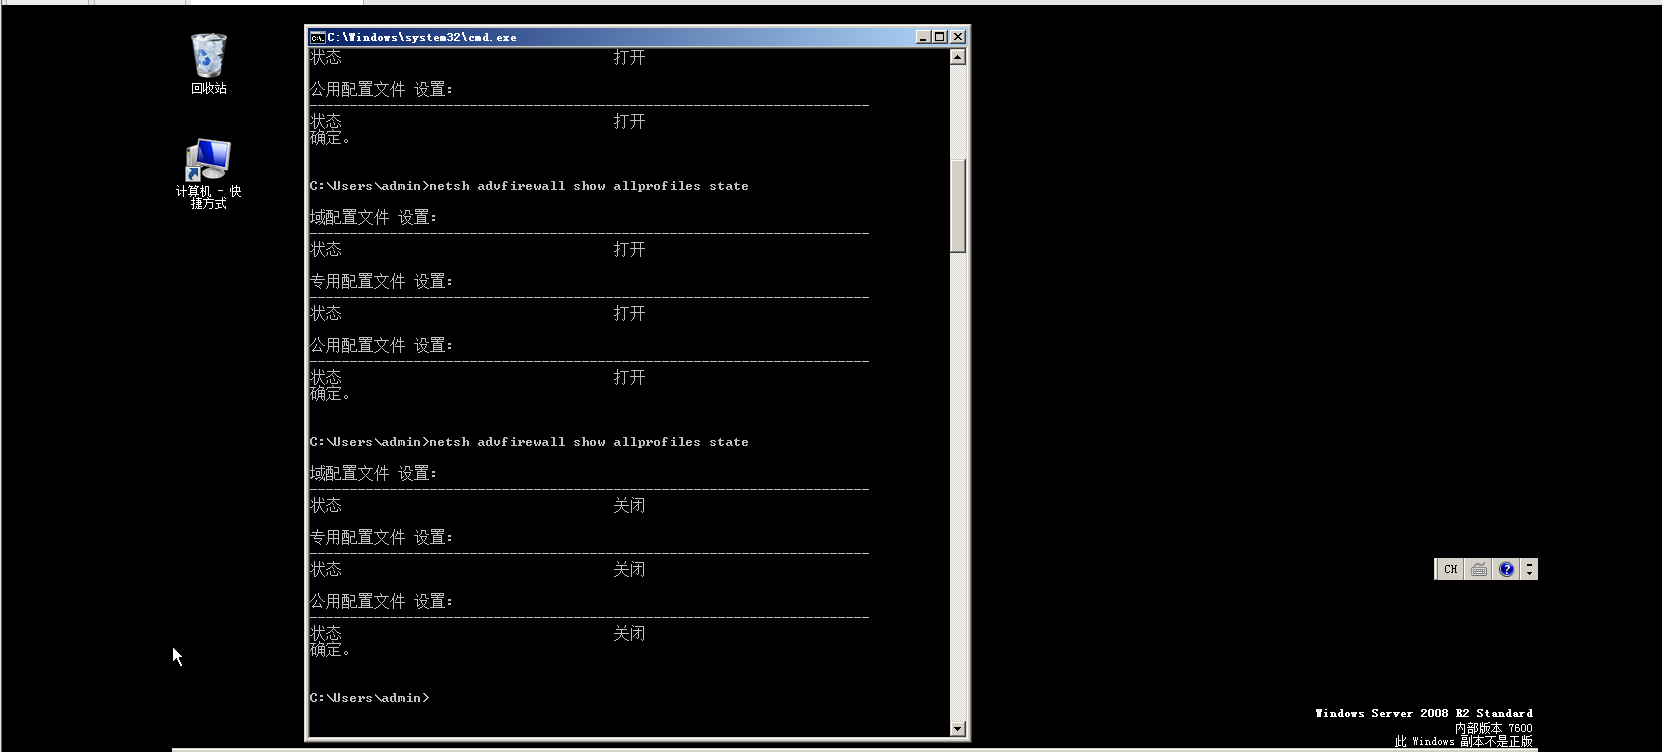 回收站
计算机 - 快
捷方式
C:\Windows\system32\cmd.exe
状态 打开
公用配置文件 设置:
----------------------------------------------------------------------
状态 打开
确定。
C:\Users\admin>netsh advfirewall show allprofiles state
域配置文件 设置:
----------------------------------------------------------------------
状态 打开
专用配置文件 设置:
----------------------------------------------------------------------
状态 打开
公用配置文件 设置:
----------------------------------------------------------------------
状态 打开
确定。
C:\Users\admin>netsh advfirewall show allprofiles state
域配置文件 设置:
----------------------------------------------------------------------
状态 关闭
专用配置文件 设置:
----------------------------------------------------------------------
状态 关闭
公用配置文件 设置:
----------------------------------------------------------------------
状态 关闭
确定。
C:\Users\admin>
CH
Windows Server 2008 R2 Standard
内部版本 7600
此 Windows 副本不是正版